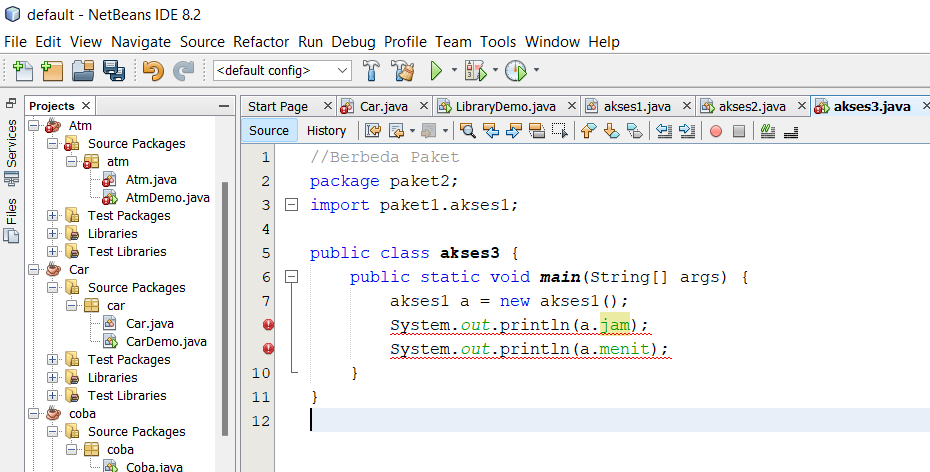 default - NetBeans IDE 8.2
File Edit View Navigate Source Refactor Run Debug Profile Team Tools Window Help
<default config>
Projects
Start Page Car.java LibraryDemo.java akses1.java akses2.java akses3.java
Source History
Services
Files
Atm
Source Packages
atm
Atm.java
AtmDemo.java
Test Packages
Libraries
Test Libraries
Car
Source Packages
car
Car.java
CarDemo.java
Test Packages
Libraries
Test Libraries
coba
Source Packages
coba
Coba.java
1 //Berbeda Paket
2 package paket2;
3 import paket1.akses1;
4
5 public class akses3 {
6 public static void main(String[] args) {
7 akses1 a = new akses1();
System.out.println(a.jam);
System.out.println(a.menit);
10 }
11 }
12